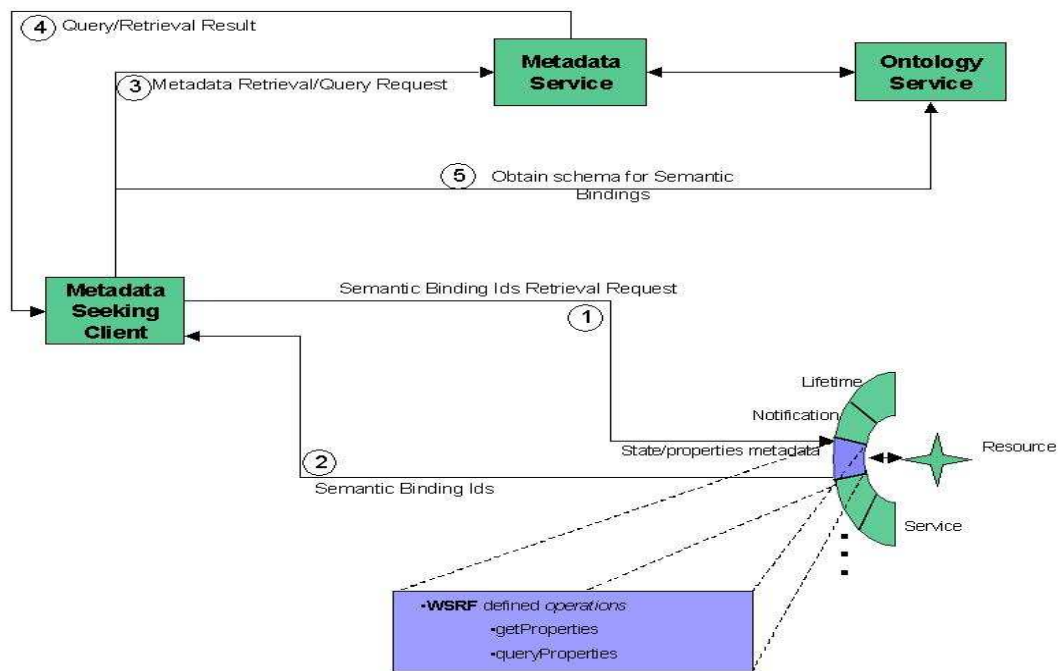 4 Query/Retrieval Result
Metadata
Service
Ontology
Service
3 Metadata Retrieval/Query Request
5 Obtain schema for Semantic
Bindings
Metadata
Seeking
Client
Semantic Binding Ids Retrieval Request
1
Lifetime
Notification
State/properties metadata
Resource
2
Semantic Binding Ids
Service
•WSRF defined operations
•getProperties
•queryProperties